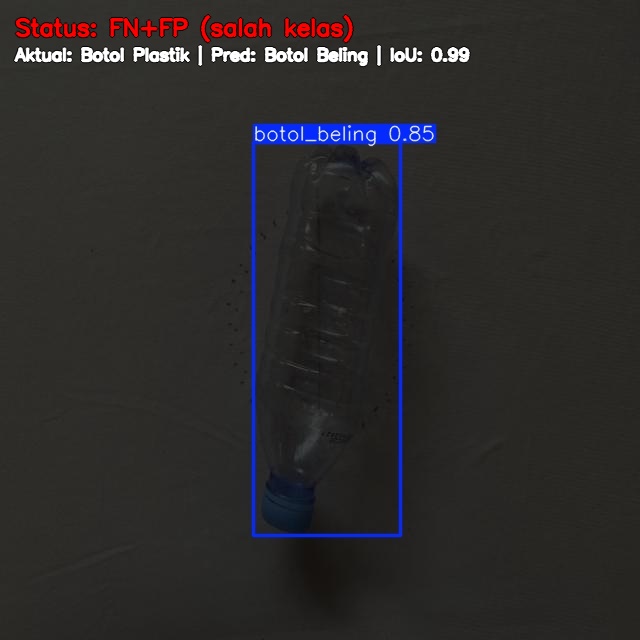 Status: FN+FP (salah kelas)
Aktual: Botol Plastik | Pred: Botol Beling | IoU: 0.99
botol_beling 0.85